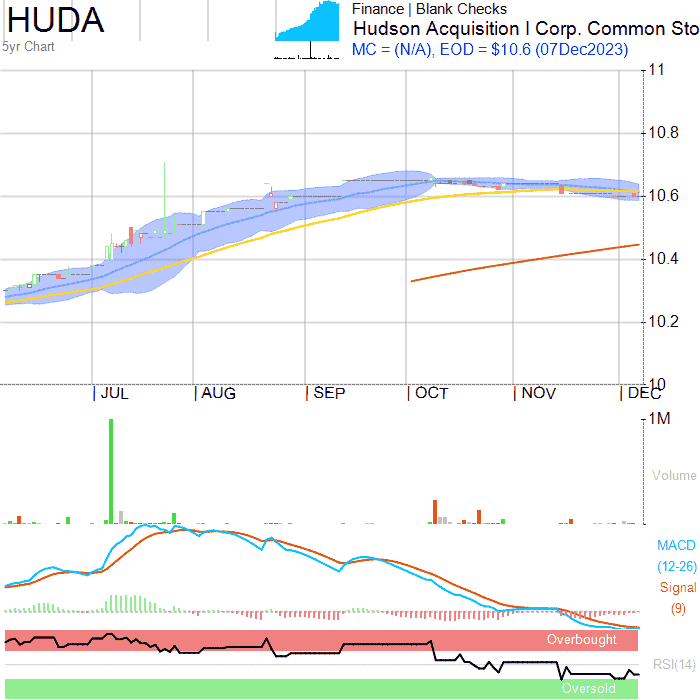 HUDA
5yr Chart
Finance | Blank Checks
Hudson Acquisition I Corp. Common Sto
MC = (N/A), EOD = $10.6 (07Dec2023)
11
10.8
10.6
10.4
10.2
10
JUL AUG SEP OCT NOV DEC
1M
Volume
MACD
(12-26)
Signal
(9)
Overbought
RSI(14)
Oversold